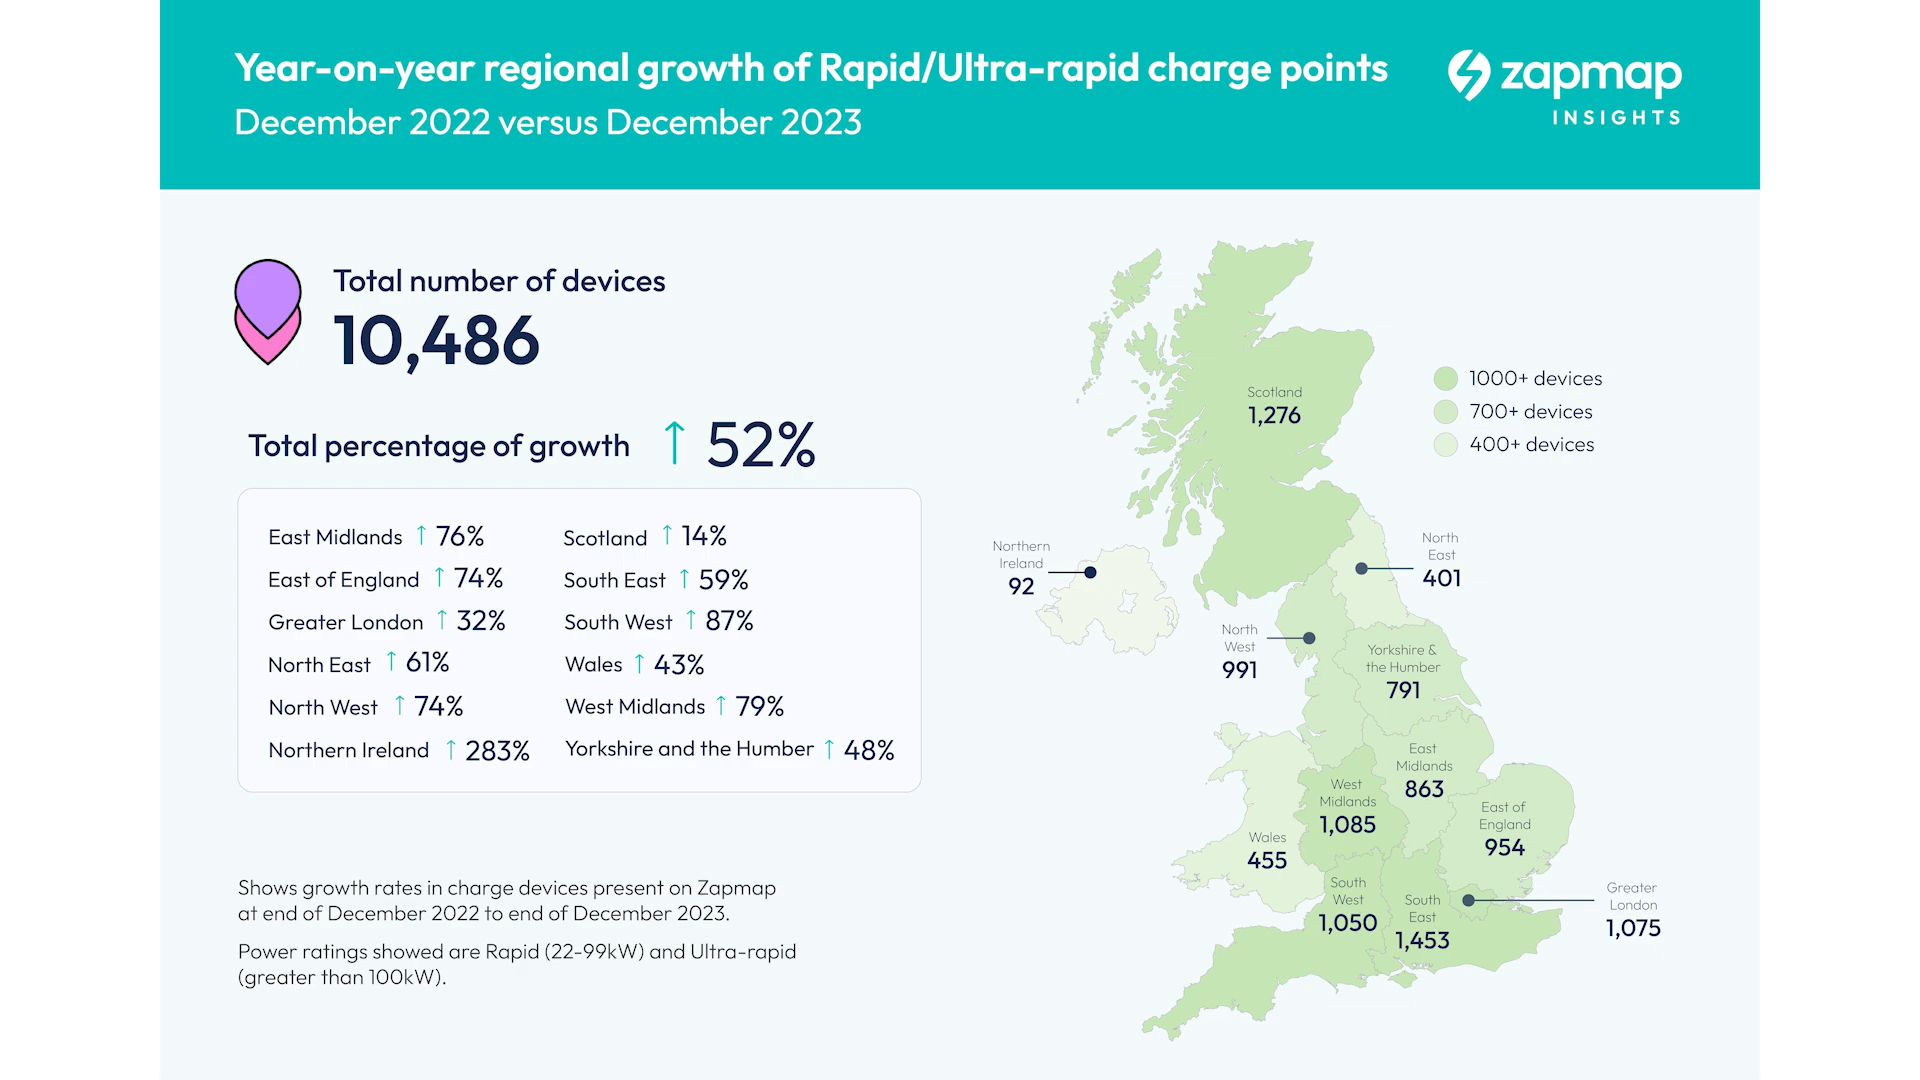 Year-on-year regional growth of Rapid/Ultra-rapid charge points
December 2022 versus December 2023
zapmap
INSIGHTS
Total number of devices
10,486
Total percentage of growth ↑ 52%
East Midlands ↑ 76%
East of England ↑ 74%
Greater London ↑ 32%
North East ↑ 61%
North West ↑ 74%
Northern Ireland ↑ 283%
Scotland ↑ 14%
South East ↑ 59%
South West ↑ 87%
Wales ↑ 43%
West Midlands ↑ 79%
Yorkshire and the Humber ↑ 48%
Shows growth rates in charge devices present on Zapmap
at end of December 2022 to end of December 2023.
Power ratings showed are Rapid (22-99kW) and Ultra-rapid
(greater than 100kW).
1000+ devices
700+ devices
400+ devices
Scotland
1,276
Northern
Ireland
92
North
East
401
North
West
991
Yorkshire &
the Humber
791
East
Midlands
863
West
Midlands
1,085
East of
England
954
Wales
455
South
West
1,050
South
East
1,453
Greater
London
1,075